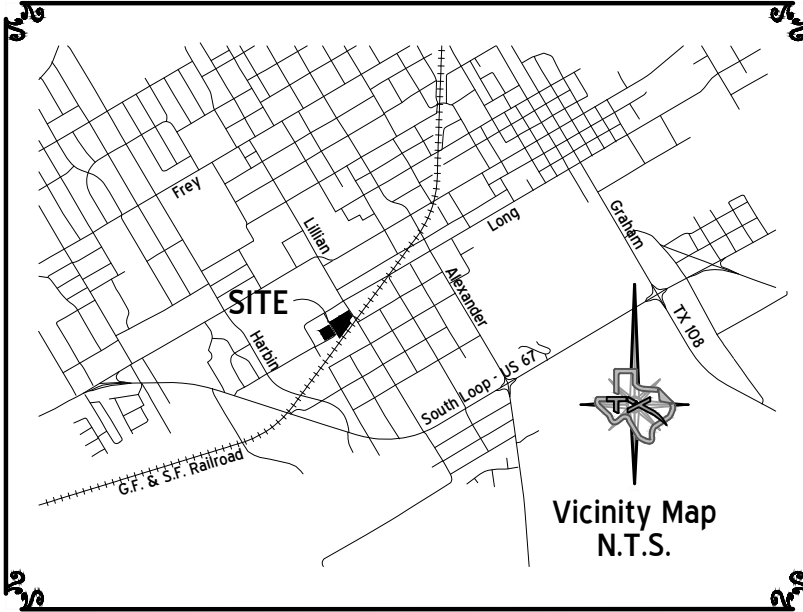 Frey
Lillian
Long
Graham
SITE
Alexander
Harbin
TX 108
South Loop - US 67
G.F. & S.F. Railroad
TX
Vicinity Map
N.T.S.